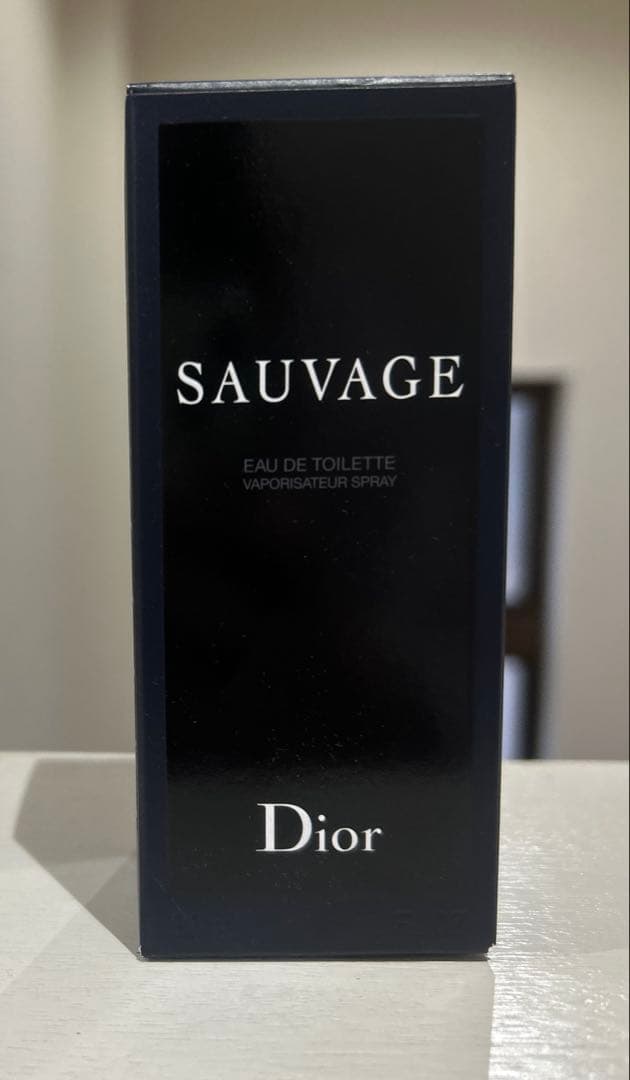 SAUVAGE
EAU DE TOILETTE
VAPORISATEUR SPRAY
Dior